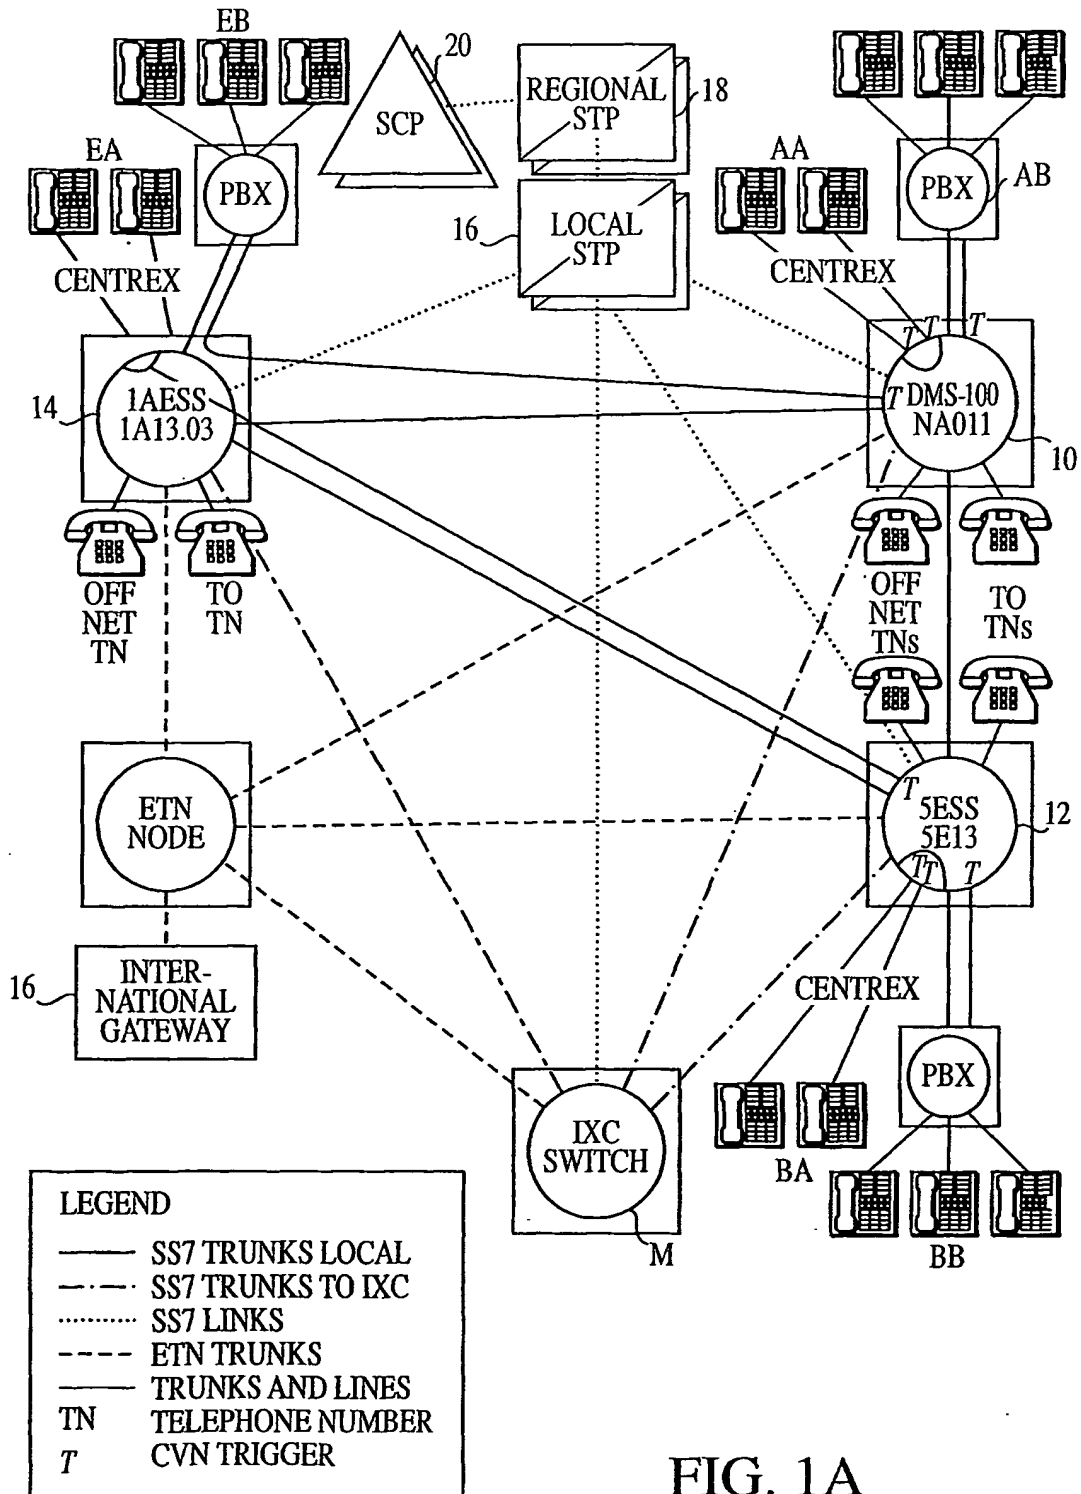 EB
20
REGIONAL
STP
18
SCP
EA
PBX
AA
PBX
AB
16
LOCAL
STP
CENTREX
CENTREX
T
T
T
14
1AESS
1A13.03
T
DMS-100
NA011
10
OFF
NET
TN
TO
TN
OFF
NET
TNs
TO
TNs
ETN
NODE
T
5ESS
5E13
12
T
T
T
16
INTER-
NATIONAL
GATEWAY
CENTREX
PBX
IXC
SWITCH
BA
M
BB
LEGEND
SS7 TRUNKS LOCAL
SS7 TRUNKS TO IXC
SS7 LINKS
ETN TRUNKS
TRUNKS AND LINES
TN TELEPHONE NUMBER
T CVN TRIGGER
FIG. 1A